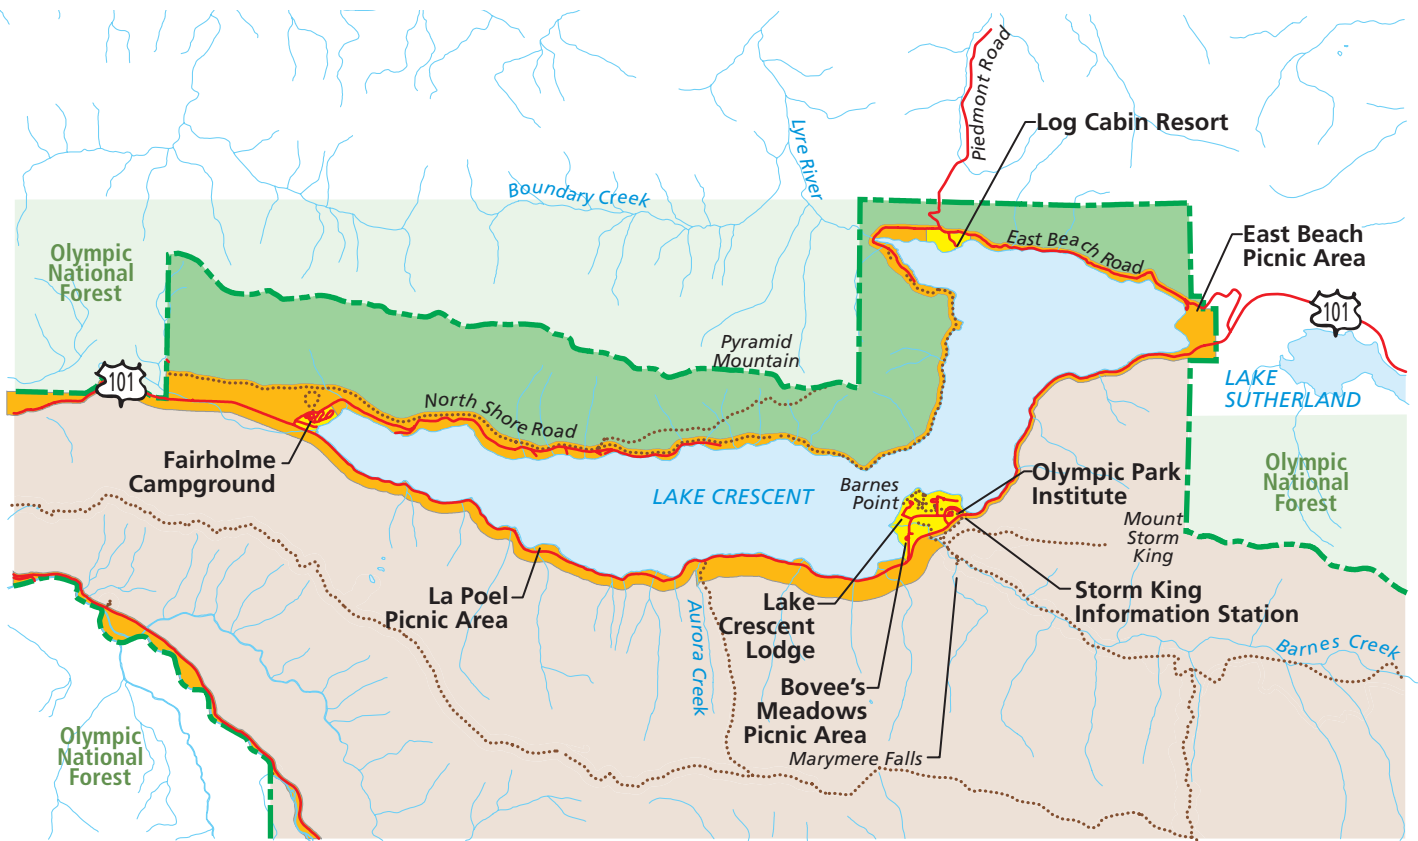 Piedmont Road
Log Cabin Resort
Lyre River
Boundary Creek
East Beach Road
East Beach
Picnic Area
Olympic
National
Forest
101
Pyramid
Mountain
101
LAKE
SUTHERLAND
North Shore Road
Fairholme
Campground
LAKE CRESCENT
Barnes
Point
Olympic Park
Institute
Olympic
National
Forest
Mount
Storm
King
La Poel
Picnic Area
Aurora Creek
Lake
Crescent
Lodge
Storm King
Information Station
Barnes Creek
Bovee's
Meadows
Picnic Area
Marymere Falls
Olympic
National
Forest